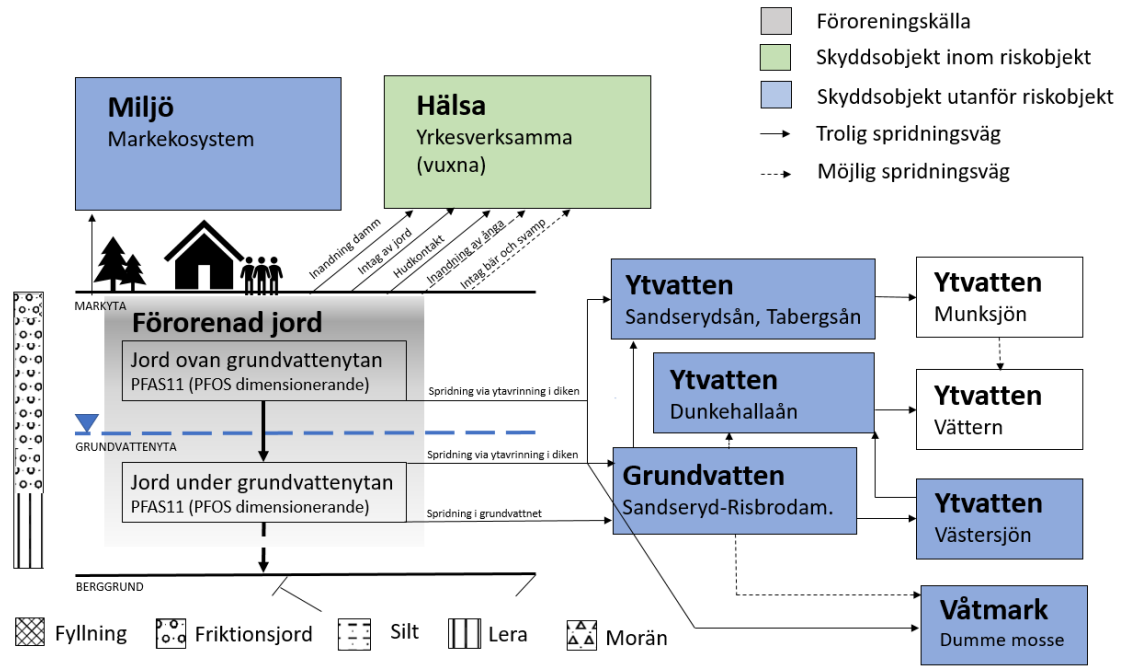 Föroreningskälla
Skyddsobjekt inom riskobjekt
Skyddsobjekt utanför riskobjekt
Trolig spridningsväg
Möjlig spridningsväg
Miljö
Markekosystem
Hälsa
Yrkesverksamma
(vuxna)
Inandning damm
Intag av jord
Hudkontakt
Inandning av ånga
Intag bär och svamp
MARKYTA
Förorenad jord
Jord ovan grundvattenytan
PFAS11 (PFOS dimensionerande)
Spridning via ytavrinning i diken
GRUNDVATTENYTA
Spridning via ytavrinning i diken
Jord under grundvattenytan
PFAS11 (PFOS dimensionerande)
Spridning i grundvattnet
BERGGRUND
Ytvatten
Sandserydsån, Tabergsån
Ytvatten
Munksjön
Ytvatten
Dunkehallaån
Ytvatten
Vättern
Grundvatten
Sandseryd-Risbrodam.
Ytvatten
Västersjön
Våtmark
Dumme mosse
Fyllning
Friktionsjord
Silt
Lera
Morän